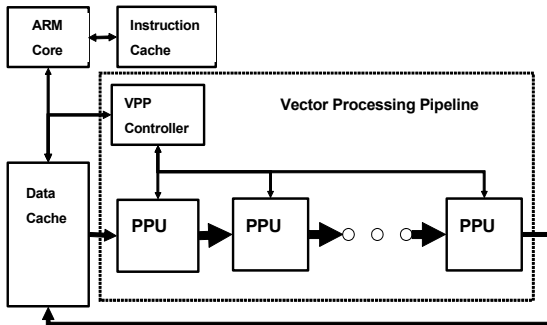 ARM
Core
Instruction
Cache
VPP
Controller
Vector Processing Pipeline
Data
Cache
PPU
PPU
PPU